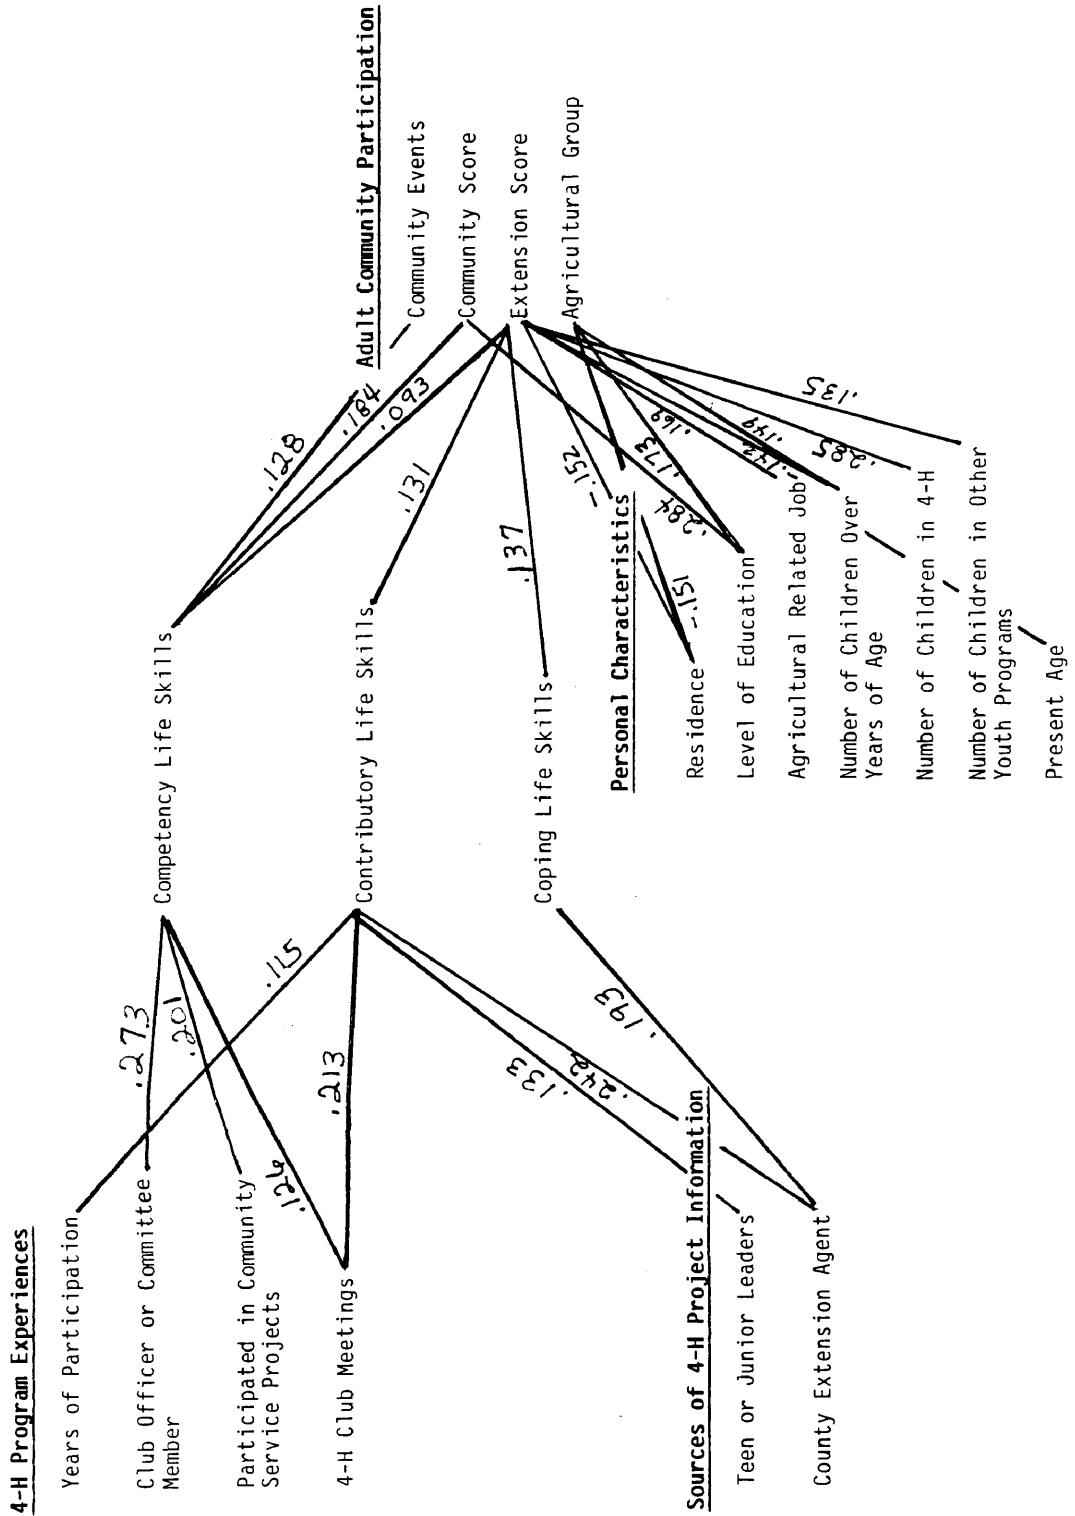 4-H Program Experiences
Years of Participation
Club Officer or Committee
Member
Participated in Community
Service Projects
4-H Club Meetings
Sources of 4-H Project Information
Teen or Junior Leaders
County Extension Agent
.273
.201
.115
.126
.213
.133
.242
.193
Competency Life Skills
Contributory Life Skills
Coping Life Skills
.128
.184
.093
.131
.137
Adult Community Participation
Community Events
Community Score
Extension Score
Agricultural Group
-.152
-.151
.284
.173
.169
-.142
.149
.285
.135
Personal Characteristics
Residence
Level of Education
Agricultural Related Job
Number of Children Over
Years of Age
Number of Children in 4-H
Number of Children in Other
Youth Programs
Present Age